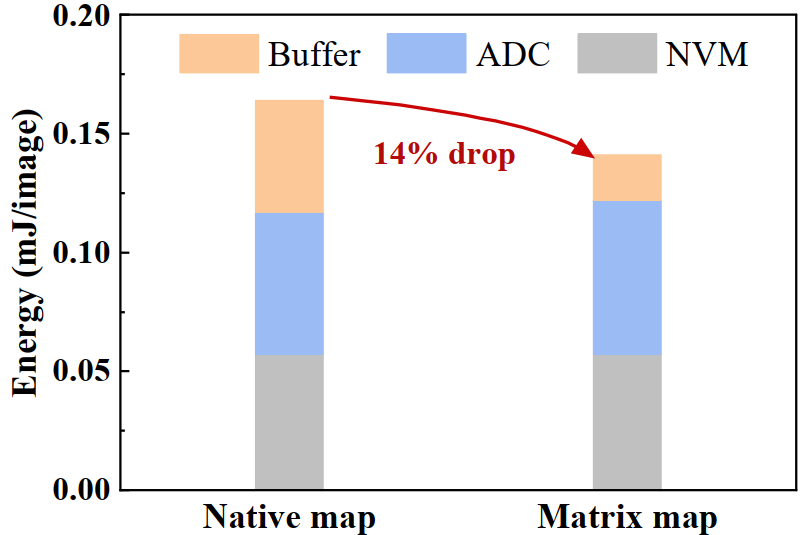 0.20
Buffer
ADC
NVM
0.15
14% drop
0.10
0.05
0.00
Energy (mJ/image)
Native map
Matrix map